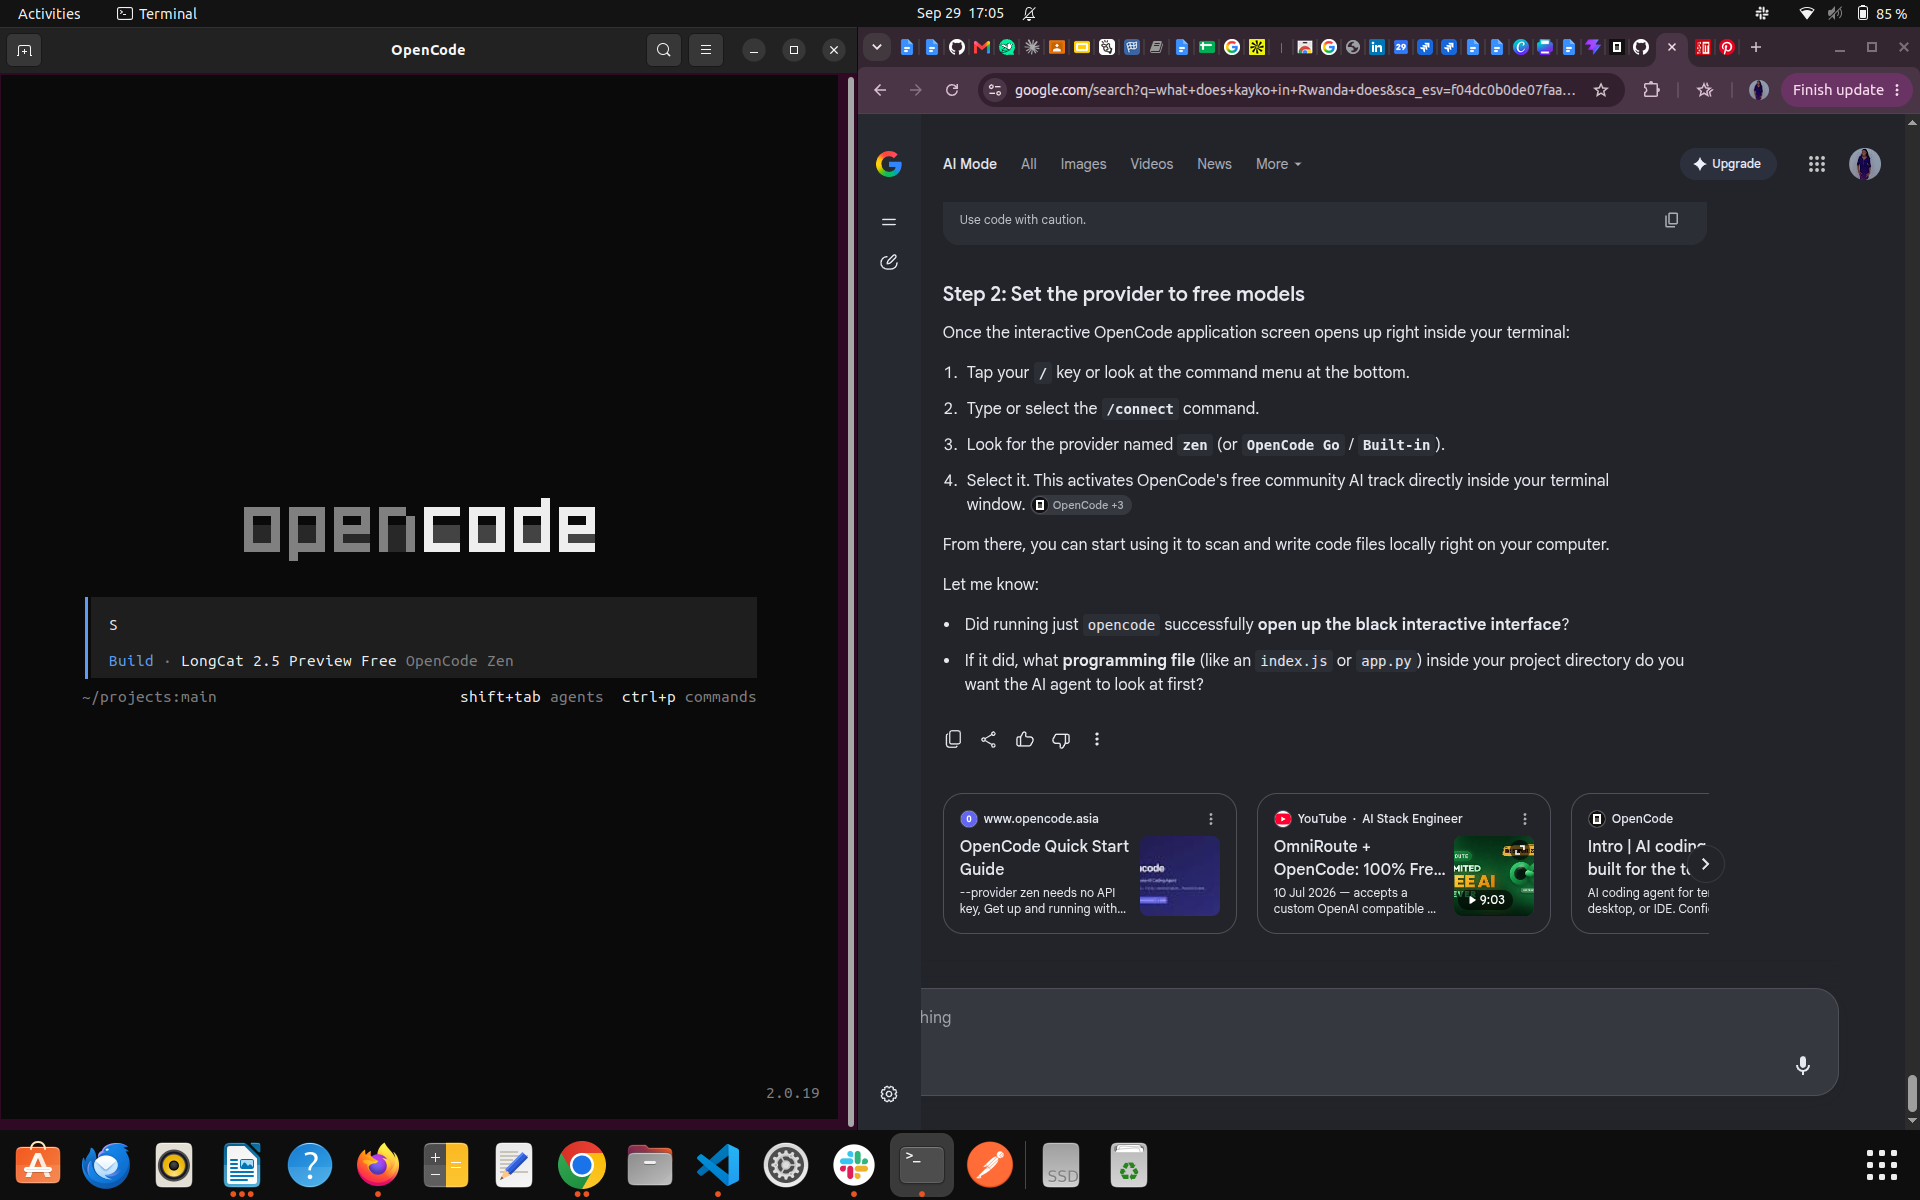 Activities
Terminal
Sep 29 17:05
85 %
OpenCode
opencode
S
Build · LongCat 2.5 Preview Free OpenCode Zen
~/projects:main
shift+tab agents ctrl+p commands
2.0.19
google.com/search?q=what+does+kayko+in+Rwanda+does&sca_esv=f04dc0b0de07faa...
Finish update
AI Mode
All
Images
Videos
News
More
Upgrade
Use code with caution.
Step 2: Set the provider to free models
Once the interactive OpenCode application screen opens up right inside your terminal:
1. Tap your / key or look at the command menu at the bottom.
2. Type or select the /connect command.
3. Look for the provider named zen (or OpenCode Go / Built-in).
4. Select it. This activates OpenCode's free community AI track directly inside your terminal
window. OpenCode +3
From there, you can start using it to scan and write code files locally right on your computer.
Let me know:
• Did running just opencode successfully open up the black interactive interface?
• If it did, what programming file (like an index.js or app.py) inside your project directory do you
want the AI agent to look at first?
www.opencode.asia
OpenCode Quick Start
Guide
--provider zen needs no API
key, Get up and running with...
YouTube · AI Stack Engineer
OmniRoute +
OpenCode: 100% Fre...
10 Jul 2026 — accepts a
custom OpenAI compatible ...
9:03
OpenCode
Intro | AI coding
built for the t
AI coding agent for te
desktop, or IDE. Confi
hing
SSD